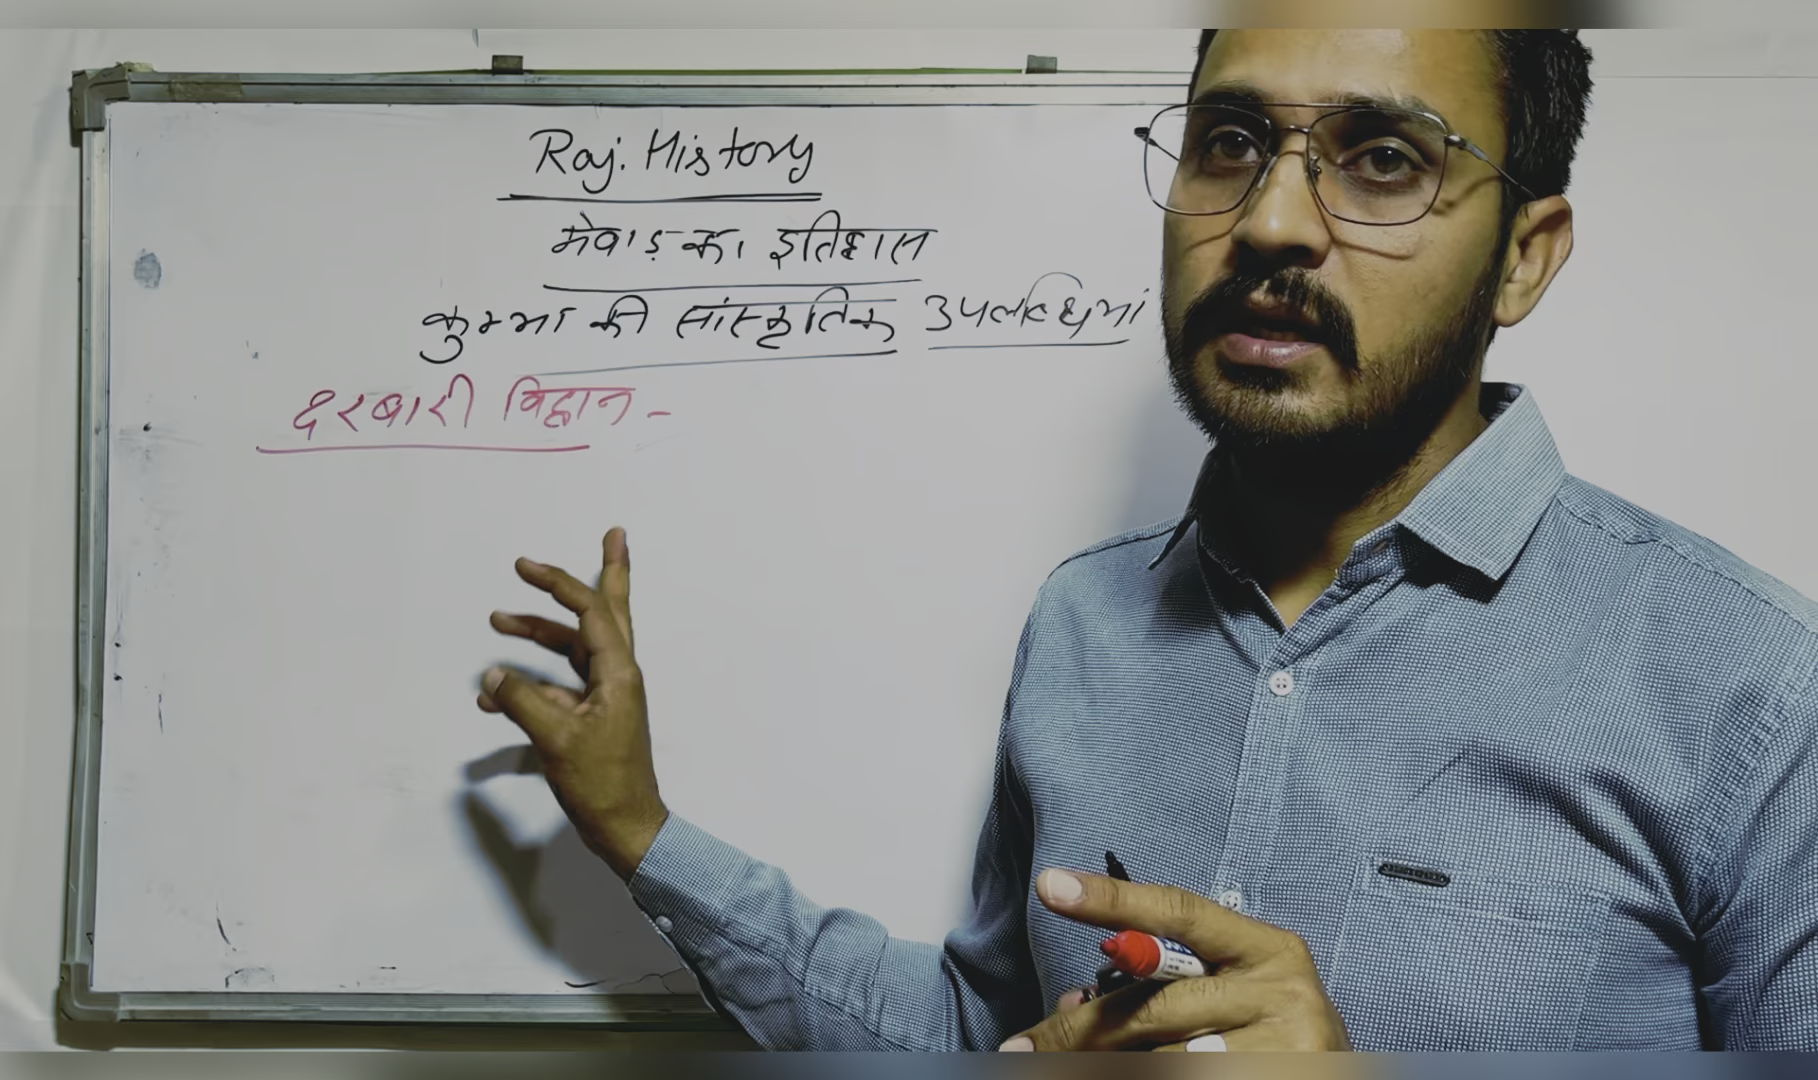 Raj. History
मेवाड़ का इतिहास
कुम्भा की सांस्कृतिक उपलब्धियां
दरबारी विद्वान -